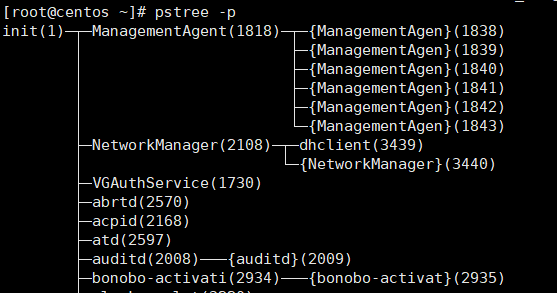 [root@centos ~]# pstree -p
init(1)─┬─ManagementAgent(1818)─┬─{ManagementAgen}(1838)
├─{ManagementAgen}(1839)
├─{ManagementAgen}(1840)
├─{ManagementAgen}(1841)
├─{ManagementAgen}(1842)
└─{ManagementAgen}(1843)
├─NetworkManager(2108)─┬─dhclient(3439)
└─{NetworkManager}(3440)
├─VGAuthService(1730)
├─abrtd(2570)
├─acpid(2168)
├─atd(2597)
├─auditd(2008)───{auditd}(2009)
├─bonobo-activati(2934)───{bonobo-activat}(2935)